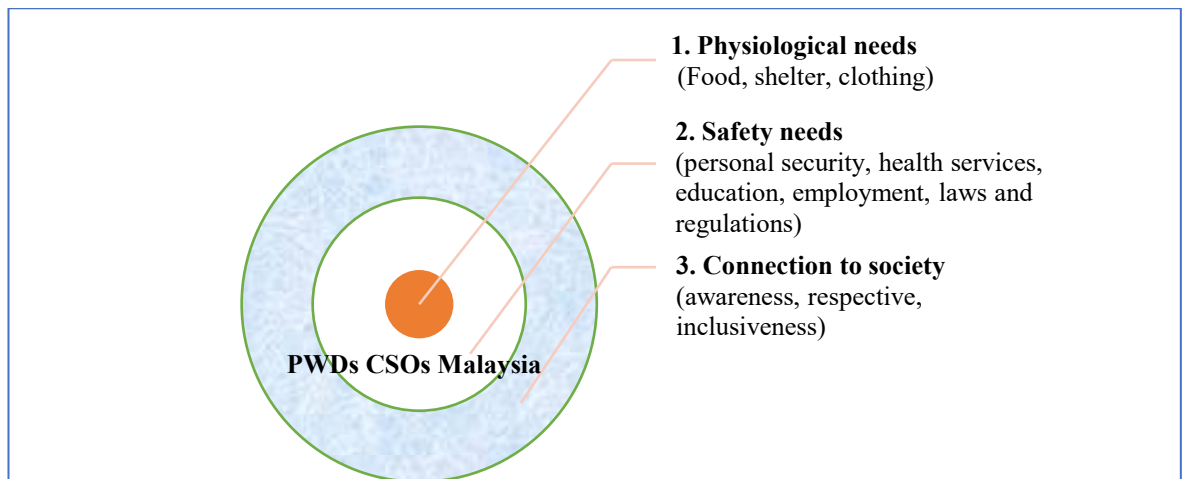 1. Physiological needs
(Food, shelter, clothing)
2. Safety needs
(personal security, health services,
education, employment, laws and
regulations)
3. Connection to society
(awareness, respective,
inclusiveness)
PWDs CSOs Malaysia